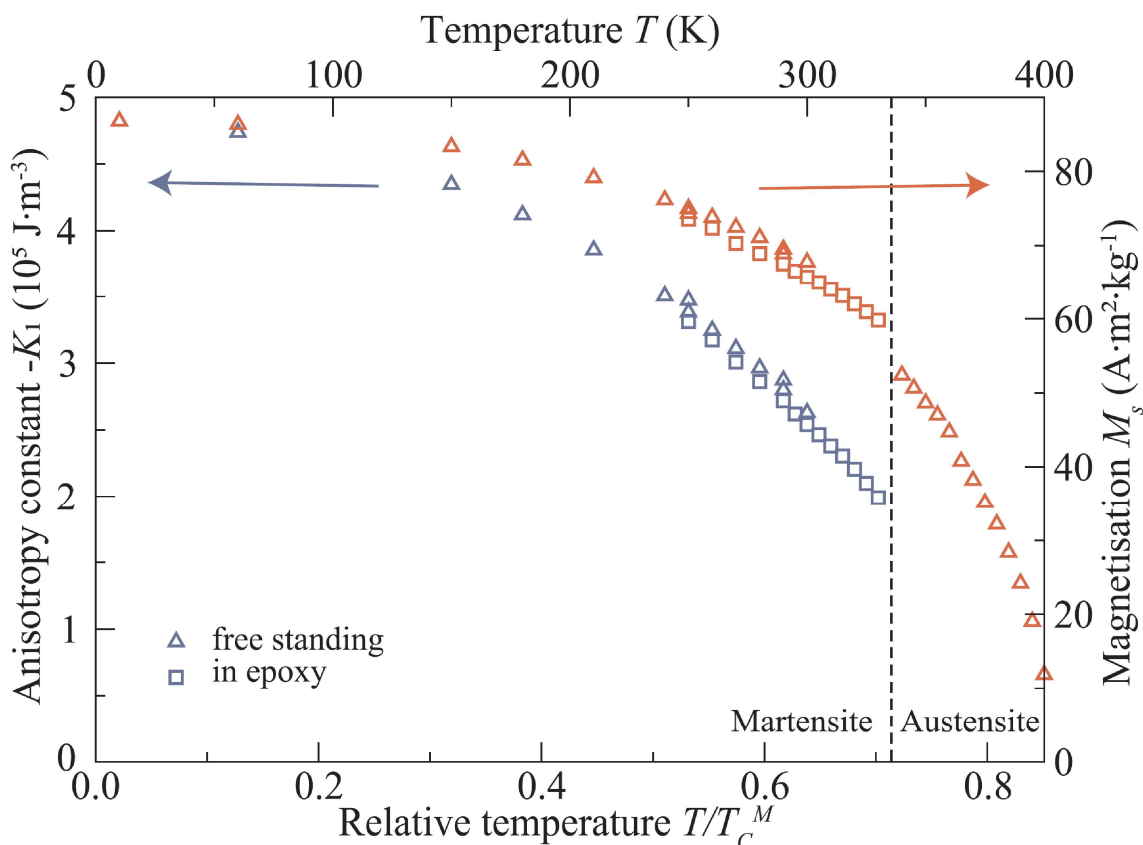 Temperature T (K)
0 100 200 300 400
5
4
3
2
1
0
Anisotropy constant -K₁ (10⁵ J·m⁻³)
80
60
40
20
0
Magnetisation Mₛ (A·m²·kg⁻¹)
free standing
in epoxy
Martensite Austensite
0.0 0.2 0.4 0.6 0.8
Relative temperature T/T_C^M